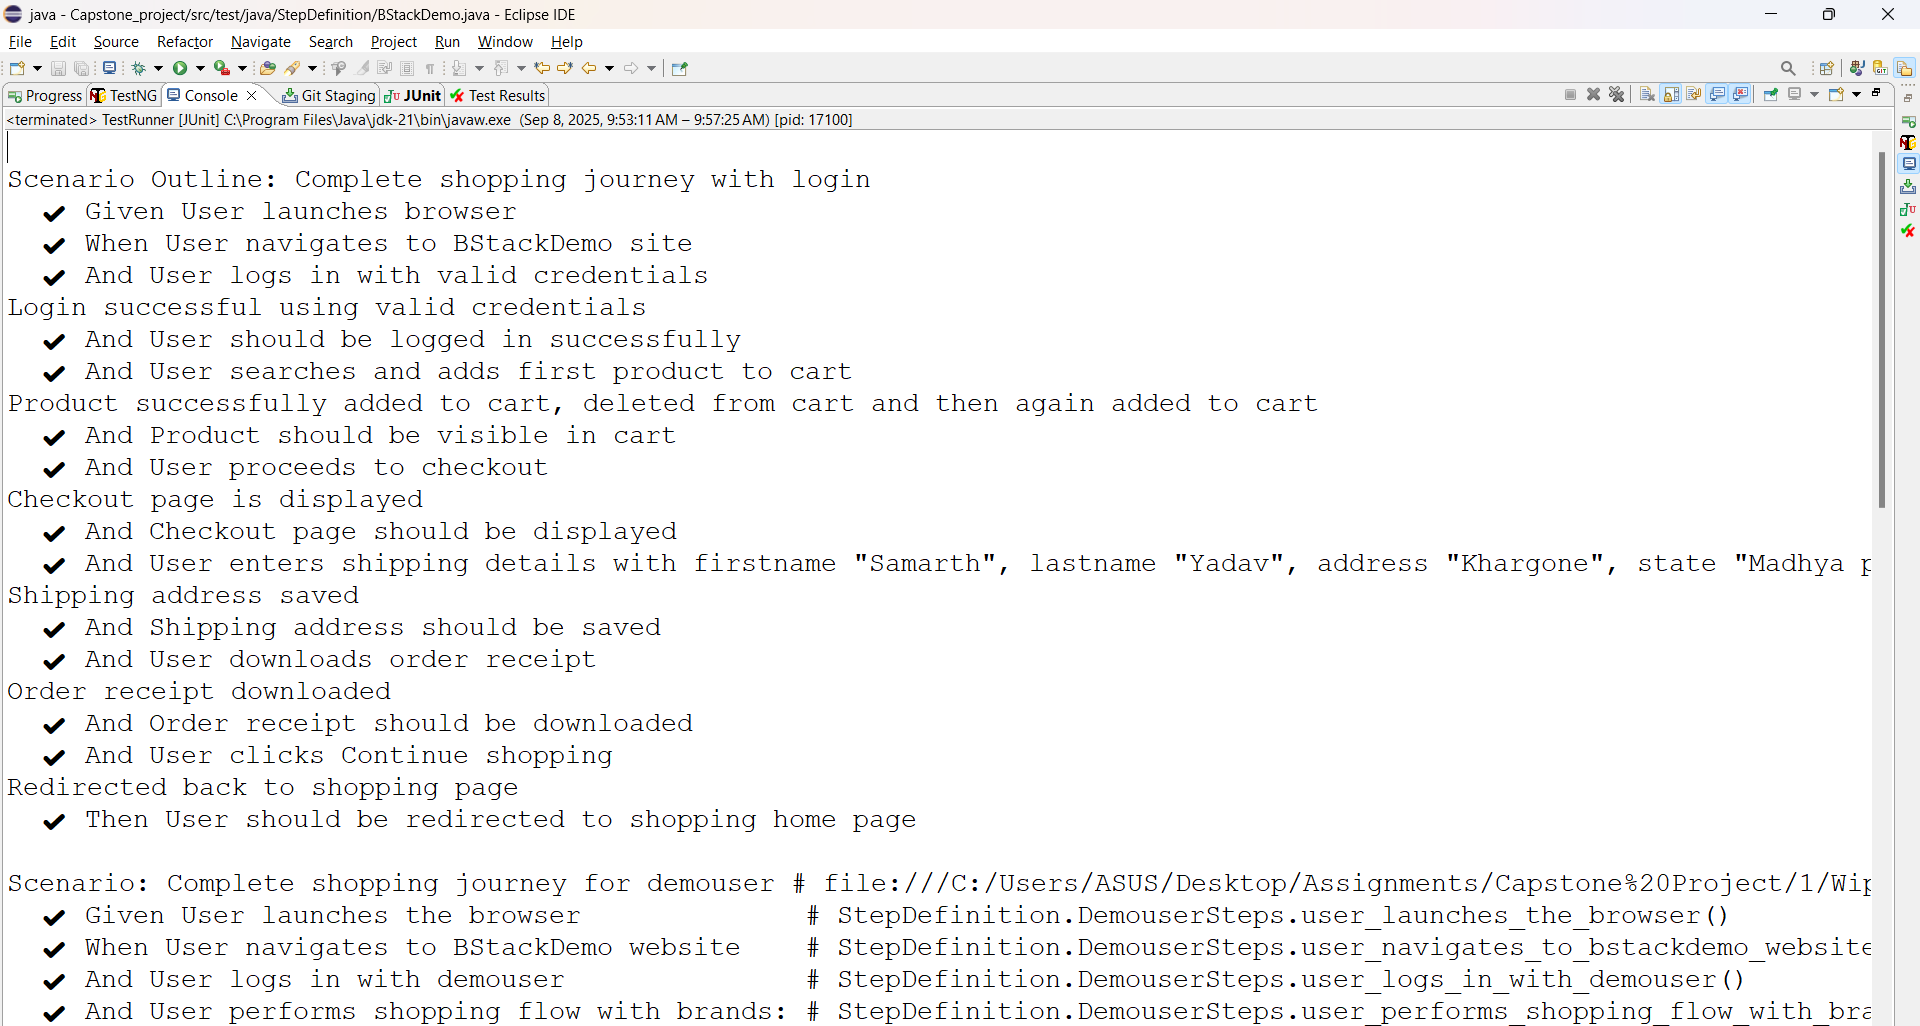 java - Capstone_project/src/test/java/StepDefinition/BStackDemo.java - Eclipse IDE
File Edit Source Refactor Navigate Search Project Run Window Help
Progress TestNG Console Git Staging JUnit Test Results
<terminated> TestRunner [JUnit] C:\Program Files\Java\jdk-21\bin\javaw.exe (Sep 8, 2025, 9:53:11 AM – 9:57:25 AM) [pid: 17100]
Scenario Outline: Complete shopping journey with login
✔ Given User launches browser
✔ When User navigates to BStackDemo site
✔ And User logs in with valid credentials
Login successful using valid credentials
✔ And User should be logged in successfully
✔ And User searches and adds first product to cart
Product successfully added to cart, deleted from cart and then again added to cart
✔ And Product should be visible in cart
✔ And User proceeds to checkout
Checkout page is displayed
✔ And Checkout page should be displayed
✔ And User enters shipping details with firstname "Samarth", lastname "Yadav", address "Khargone", state "Madhya p
Shipping address saved
✔ And Shipping address should be saved
✔ And User downloads order receipt
Order receipt downloaded
✔ And Order receipt should be downloaded
✔ And User clicks Continue shopping
Redirected back to shopping page
✔ Then User should be redirected to shopping home page
Scenario: Complete shopping journey for demouser # file:///C:/Users/ASUS/Desktop/Assignments/Capstone%20Project/1/Wip
✔ Given User launches the browser # StepDefinition.DemouserSteps.user_launches_the_browser()
✔ When User navigates to BStackDemo website # StepDefinition.DemouserSteps.user_navigates_to_bstackdemo_website
✔ And User logs in with demouser # StepDefinition.DemouserSteps.user_logs_in_with_demouser()
✔ And User performs shopping flow with brands: # StepDefinition.DemouserSteps.user_performs_shopping_flow_with_bra